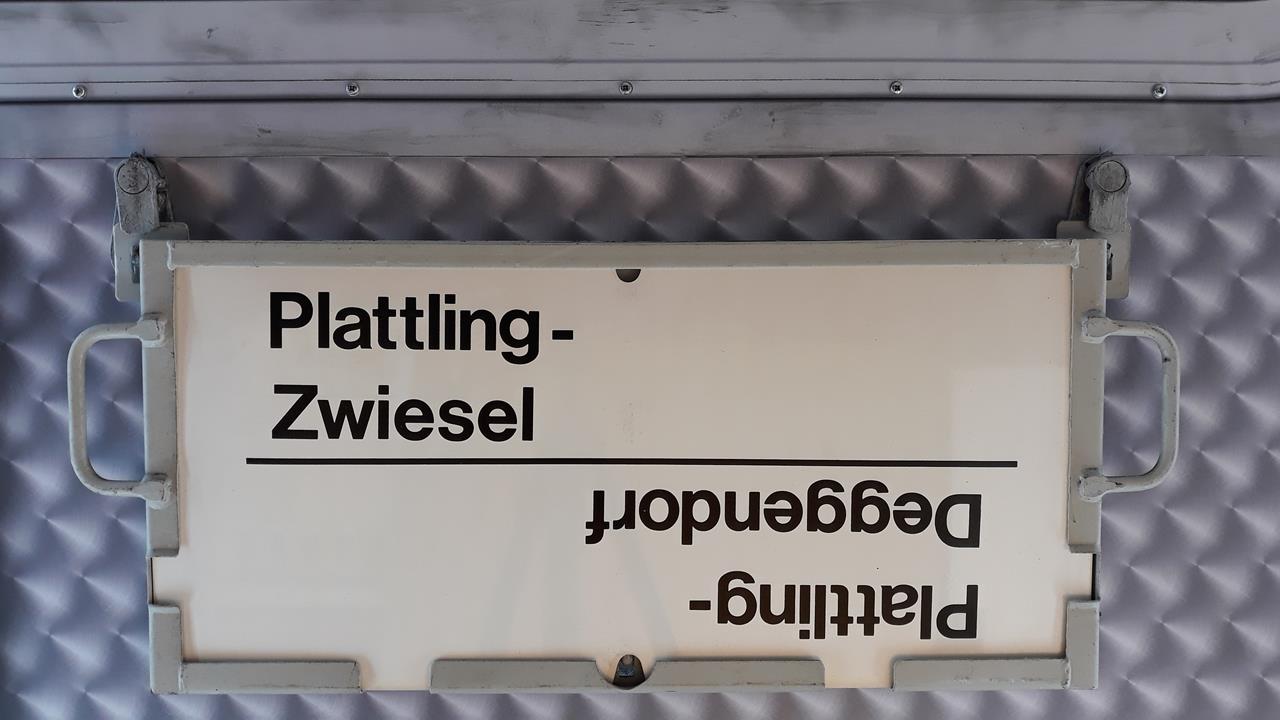 Plattling-
Zwiesel
Plattling-
Deggendorf